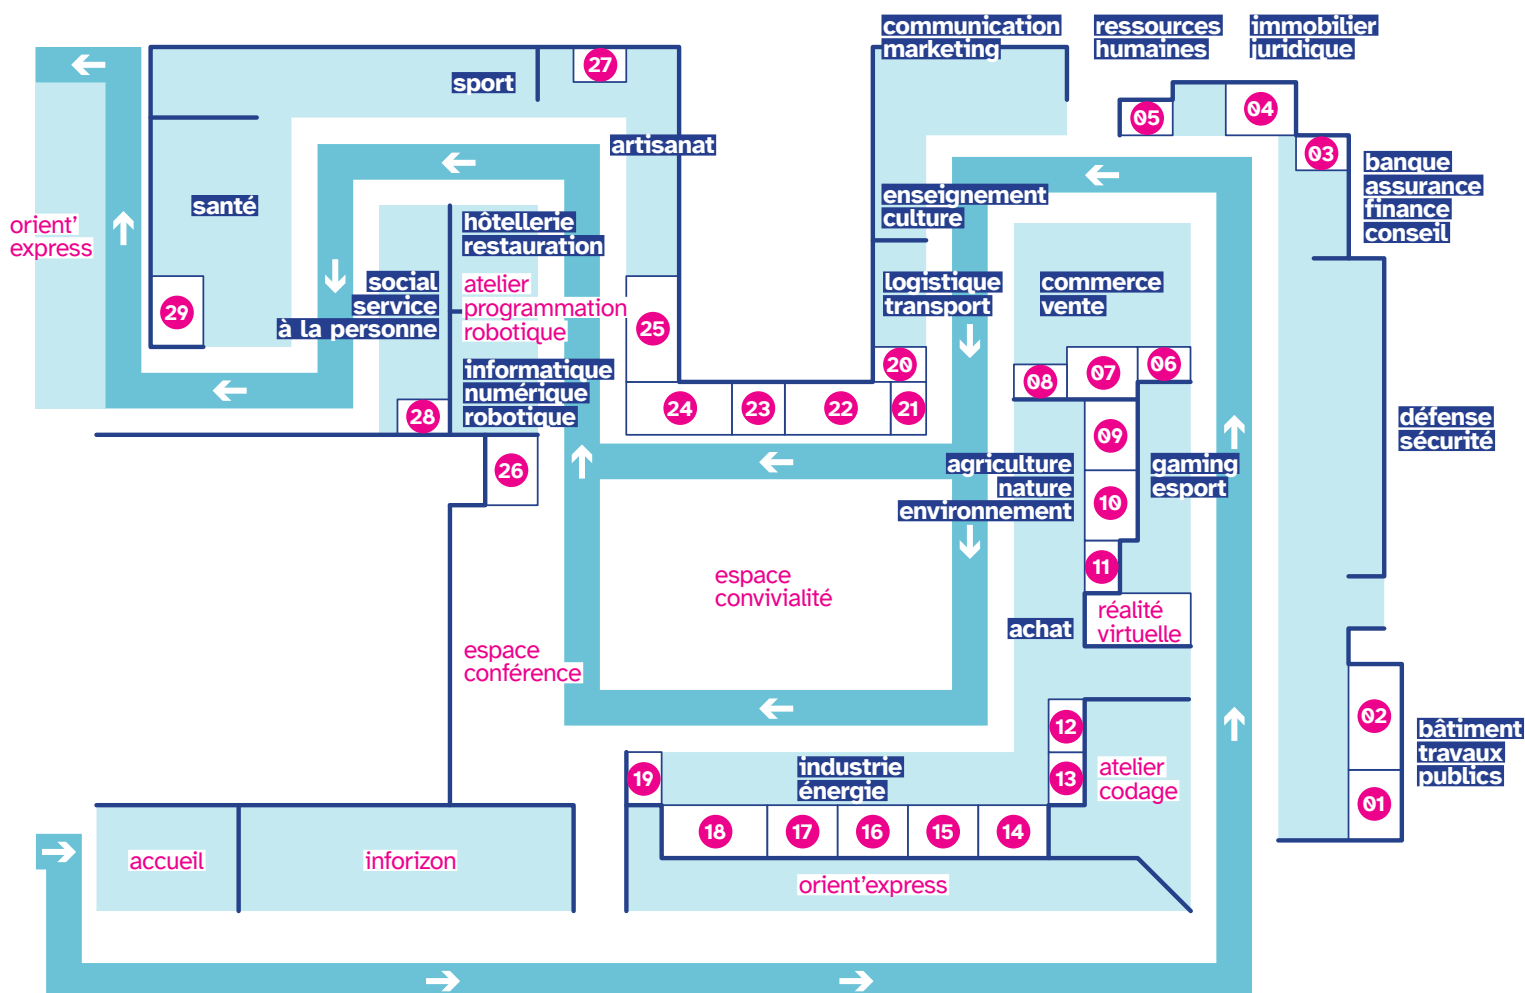 communication
marketing
ressources
humaines
immobilier
juridique
sport
27
05
04
03
artisanat
banque
assurance
finance
conseil
santé
enseignement
culture
orient'
express
hôtellerie
restauration
social
service
à la personne
atelier
programmation
robotique
logistique
transport
commerce
vente
29
25
20
08
07
06
informatique
numérique
robotique
28
24
23
22
21
09
défense
sécurité
26
agriculture
nature
environnement
10
gaming
esport
11
espace
convivialité
achat
réalité
virtuelle
espace
conférence
12
02
bâtiment
travaux
publics
19
industrie
énergie
13
atelier
codage
01
18
17
16
15
14
accueil
inforizon
orient'express